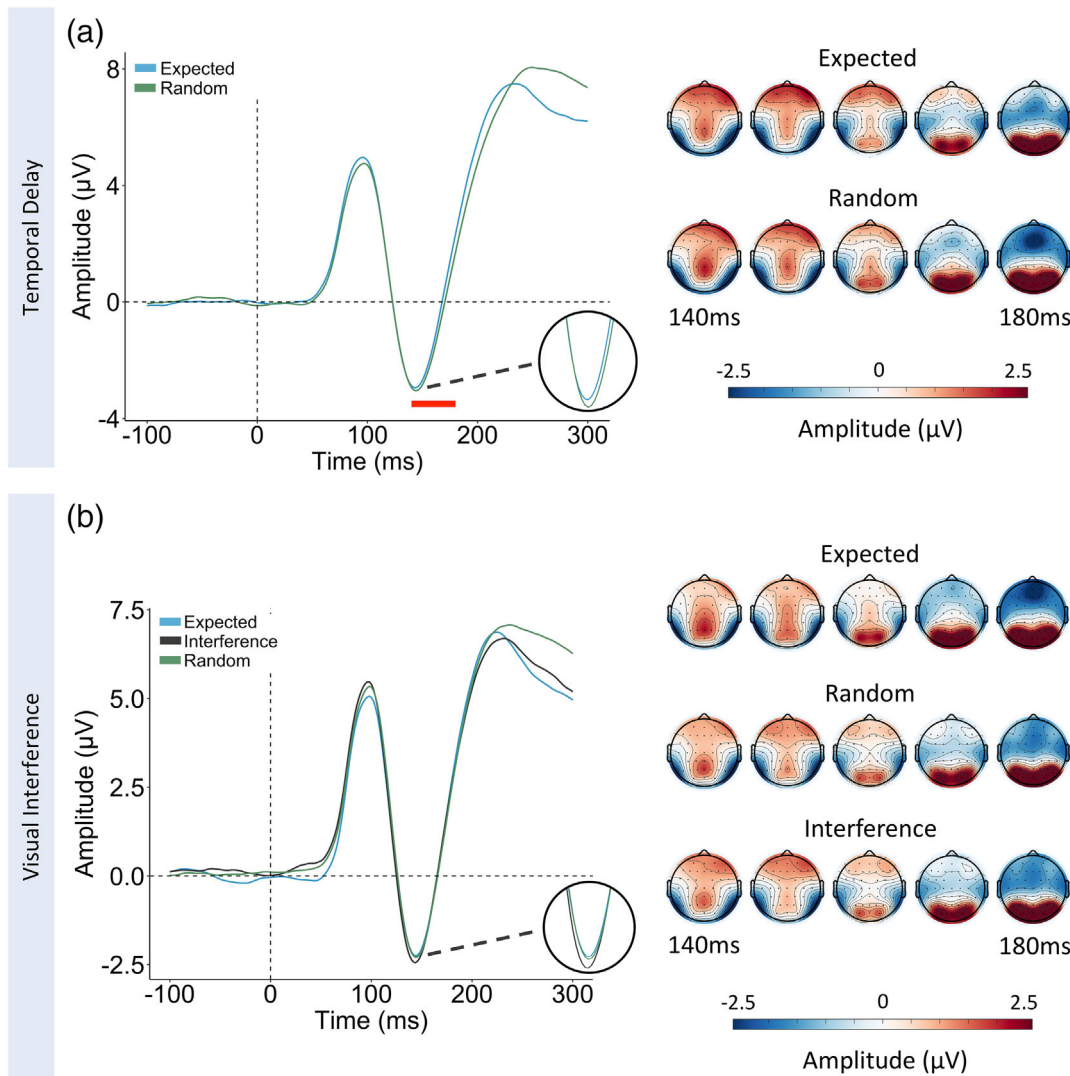 Temporal Delay
(a)
Expected
Random
8
4
0
-4
Amplitude (µV)
-100
0
100
200
300
Time (ms)
Expected
Random
140ms
180ms
-2.5
0
2.5
Amplitude (µV)
Visual Interference
(b)
Expected
Interference
Random
7.5
5.0
2.5
0.0
-2.5
Amplitude (µV)
-100
0
100
200
300
Time (ms)
Expected
Random
Interference
140ms
180ms
-2.5
0
2.5
Amplitude (µV)